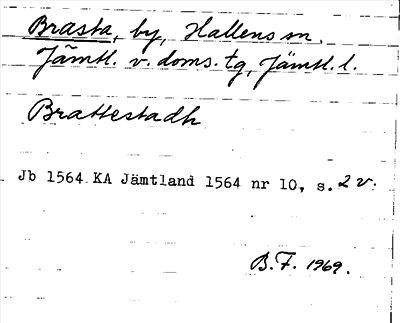 Brasta, by, Hallens sn.
Jämtl. v. doms. tg, Jämtl. l.
Brattestadh
Jb 1564 KA Jämtland 1564 nr 10, s. 2 v.
B.F. 1969.